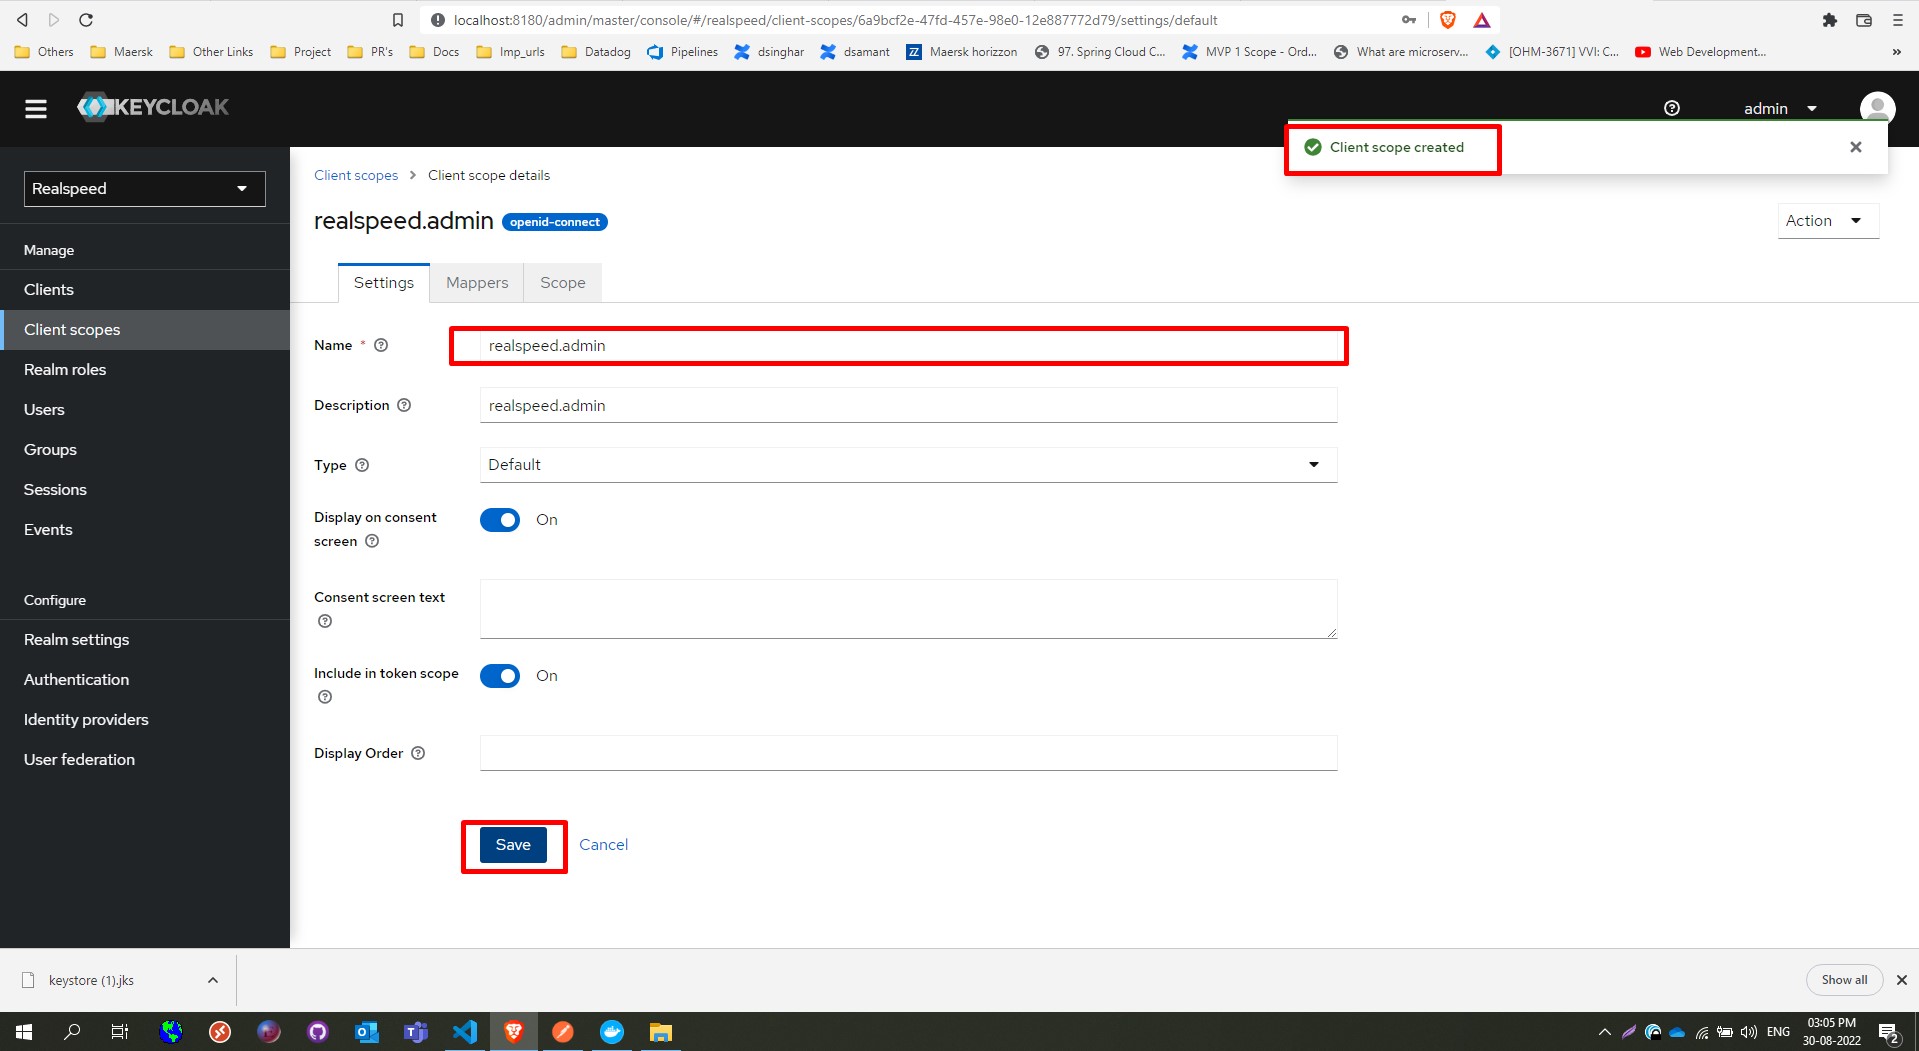 localhost:8180/admin/master/console/#/realspeed/client-scopes/6a9bcf2e-47fd-457e-98e0-12e887772d79/settings/default
Others Maersk Other Links Project PR's Docs Imp_urls Datadog Pipelines dsinghar dsamant Maersk horizzon 97. Spring Cloud C... MVP 1 Scope - Ord... What are microserv... [OHM-3671] VVI: C... Web Development... »
KEYCLOAK
admin
Client scope created
Realspeed
Manage
Clients
Client scopes
Realm roles
Users
Groups
Sessions
Events
Configure
Realm settings
Authentication
Identity providers
User federation
Client scopes > Client scope details
realspeed.admin openid-connect
Action
Settings Mappers Scope
Name * realspeed.admin
Description realspeed.admin
Type Default
Display on consent
screen On
Consent screen text
Include in token scope On
Display Order
Save Cancel
keystore (1).jks
Show all
ENG
03:05 PM
30-08-2022
2